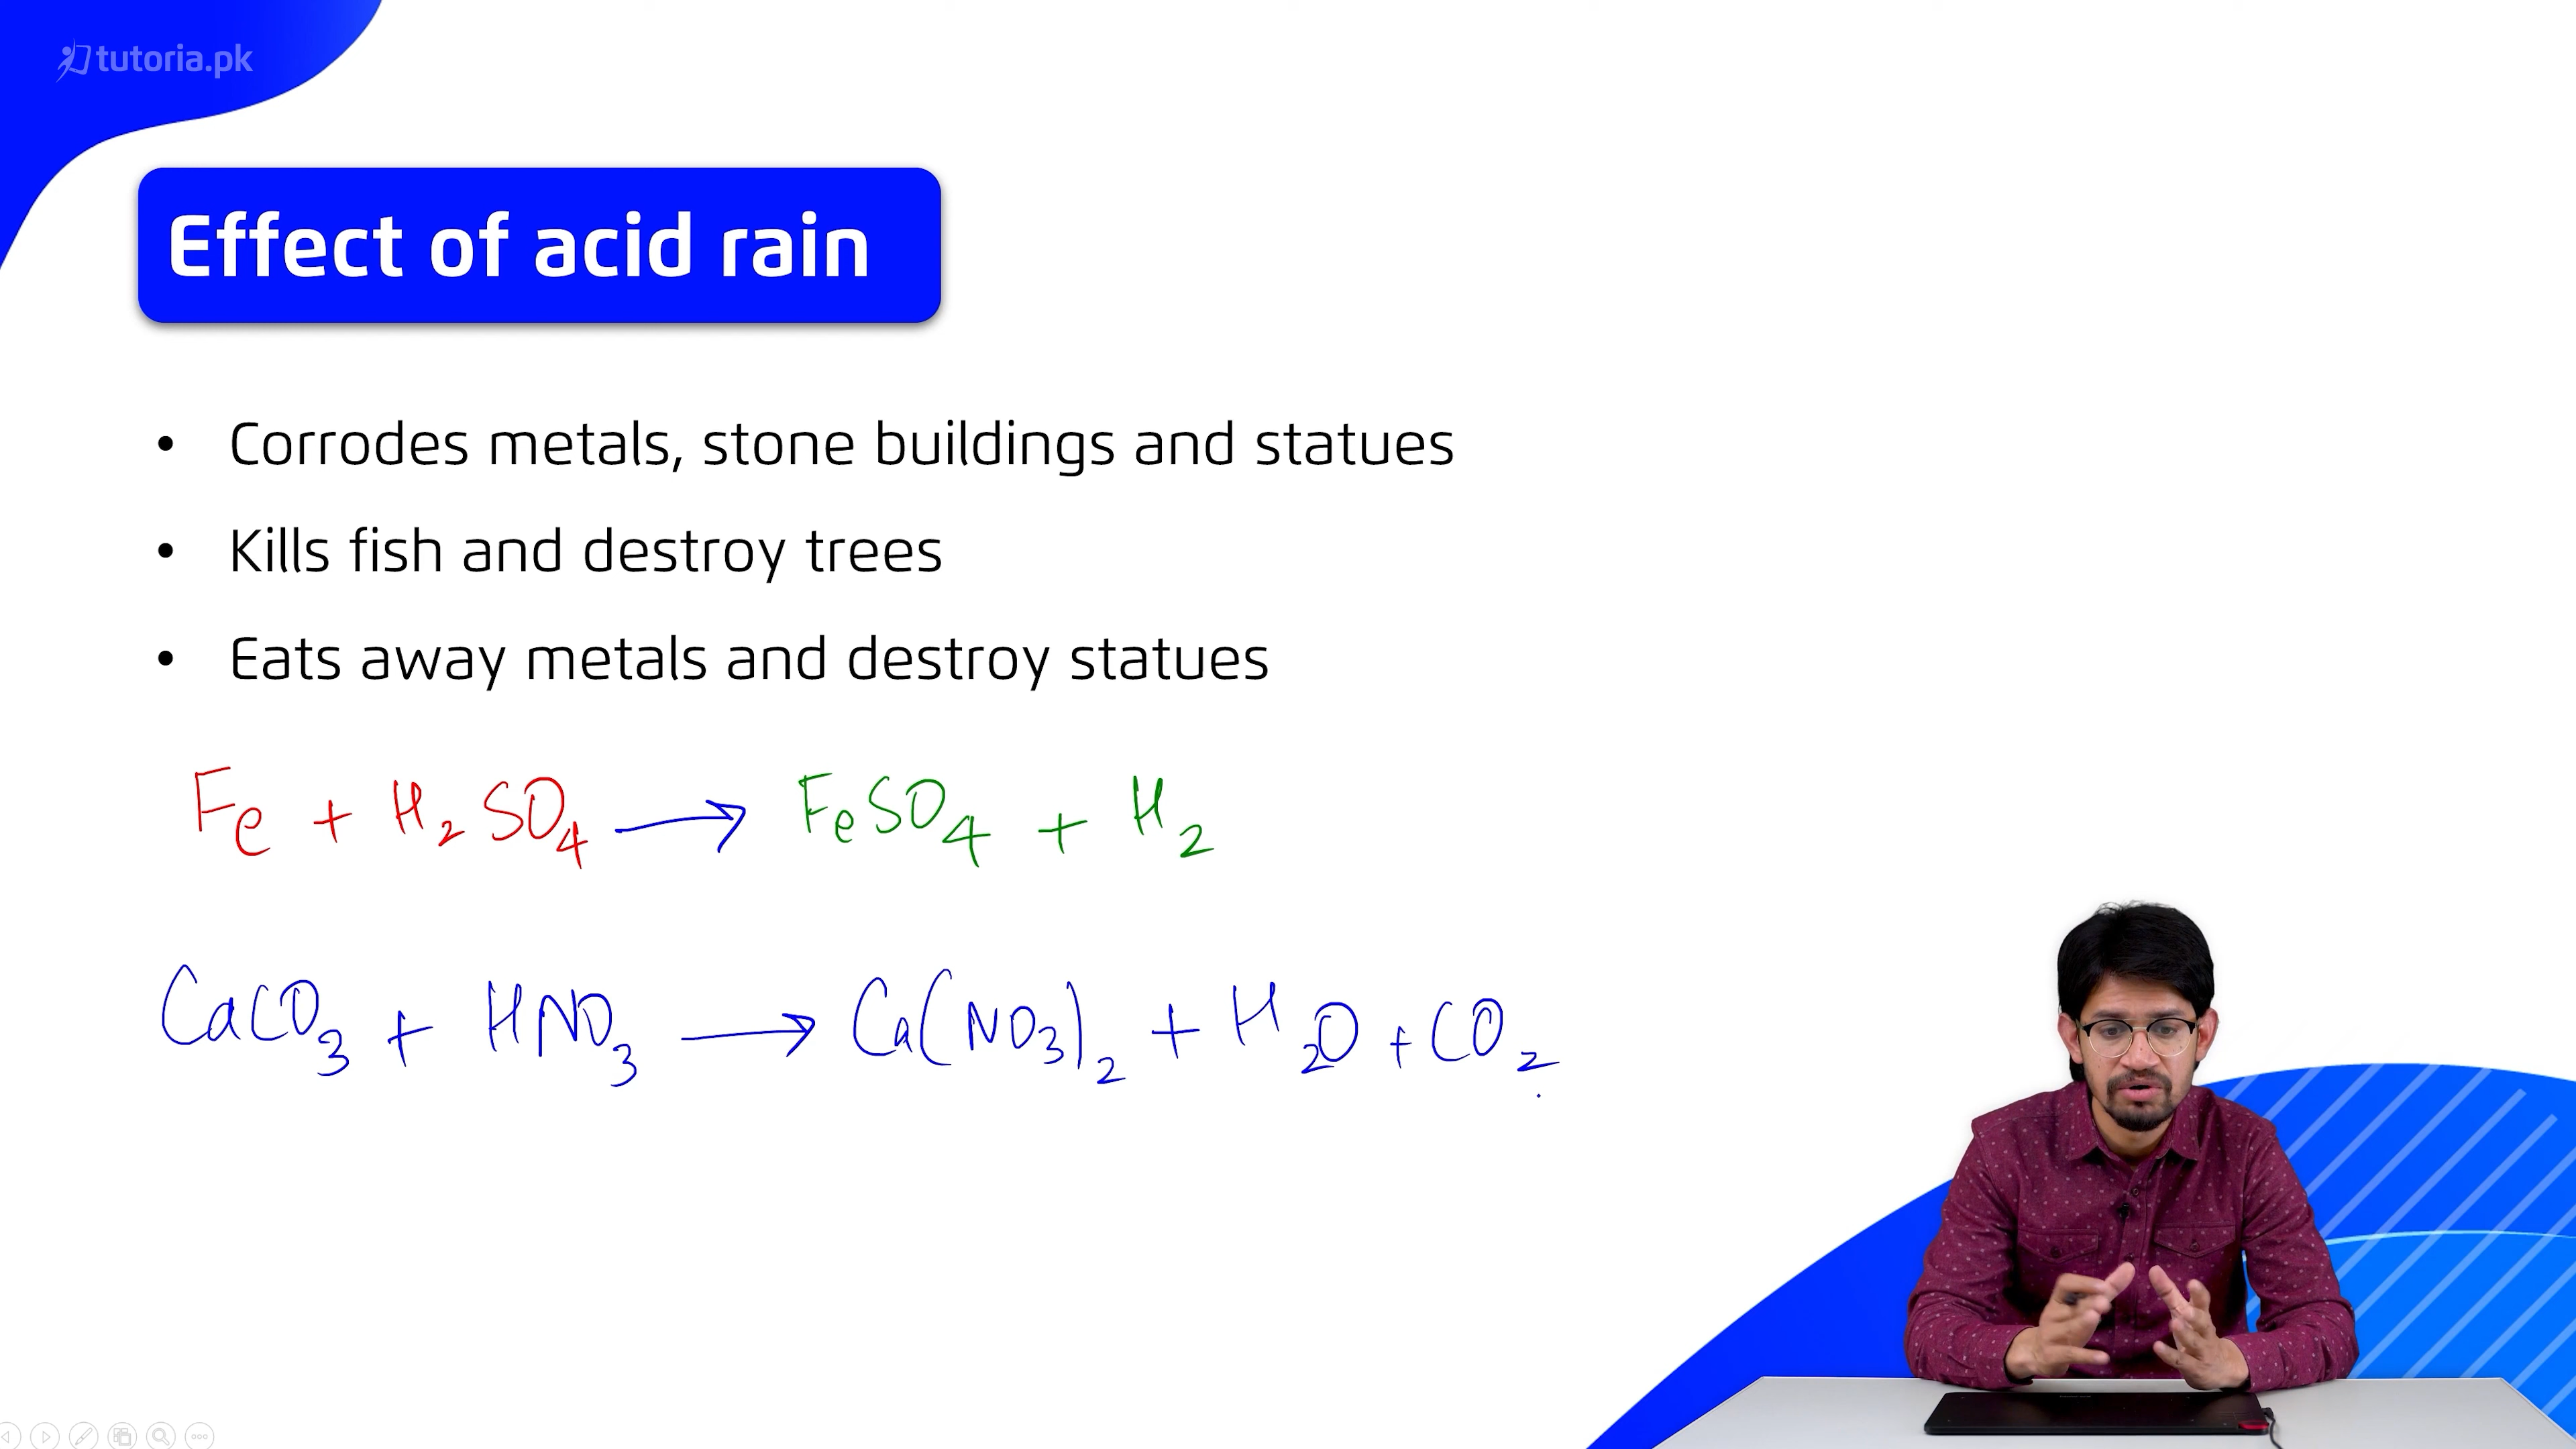 tutoria.pk
Effect of acid rain
• Corrodes metals, stone buildings and statues
• Kills fish and destroy trees
• Eats away metals and destroy statues
Fe + H₂SO₄ → FeSO₄ + H₂
CaCO₃ + HNO₃ → Ca(NO₃)₂ + H₂O + CO₂